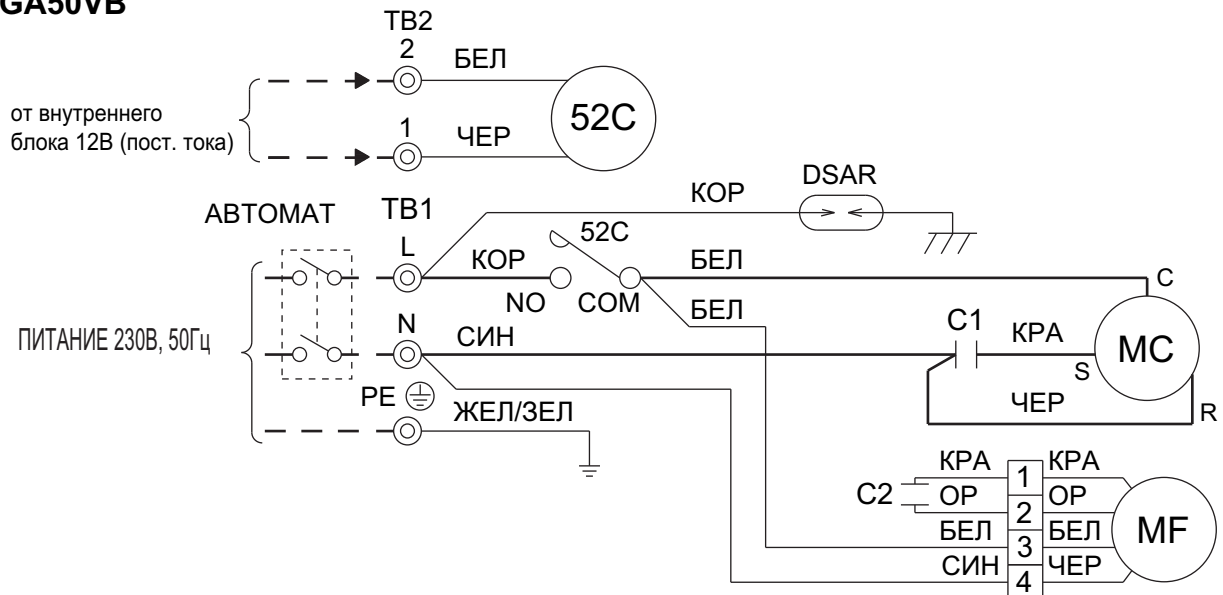 GA50VB
TB2
2
БЕЛ
от внутреннего
блока 12В (пост. тока)
1
ЧЕР
52C
АВТОМАТ
TB1
КОР
DSAR
L
КОР
52C
NO
COM
БЕЛ
БЕЛ
C
ПИТАНИЕ 230В, 50Гц
N
СИН
C1
КРА
S
MC
ЧЕР
R
PE
ЖЕЛ/ЗЕЛ
C2
КРА 1 КРА
ОР 2 ОР
БЕЛ 3 БЕЛ
СИН 4 ЧЕР
MF